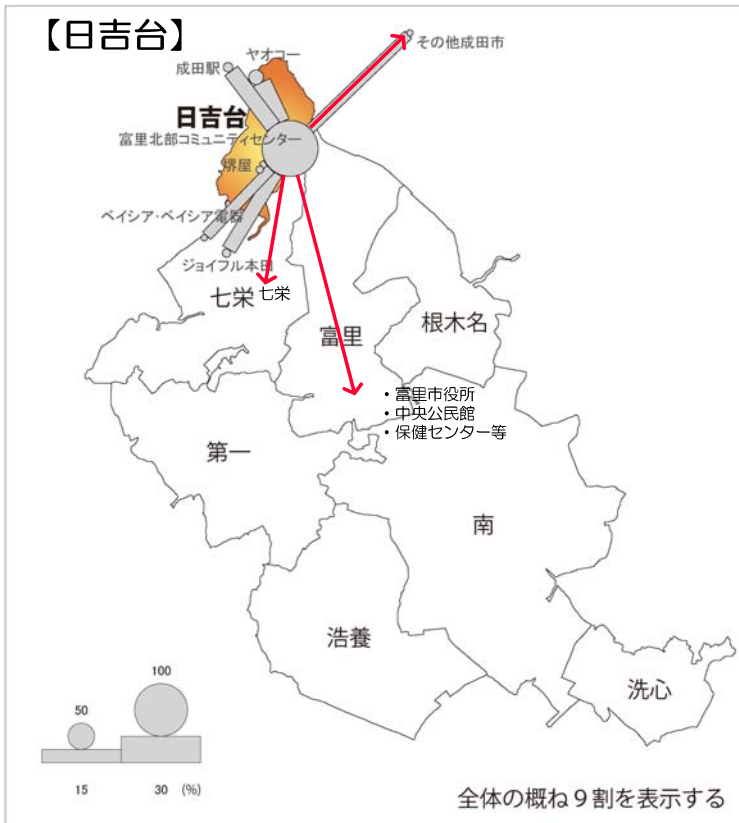 【日吉台】
その他成田市
ヤオコー
成田駅
日吉台
富里北部コミュニティセンター
堺屋
ベイシア・ベイシア電器
ジョイフル本田
七栄
七栄
富里
根木名
・富里市役所
・中央公民館
・保健センター等
第一
南
浩養
洗心
100
50
15
30 (%)
全体の概ね９割を表示する